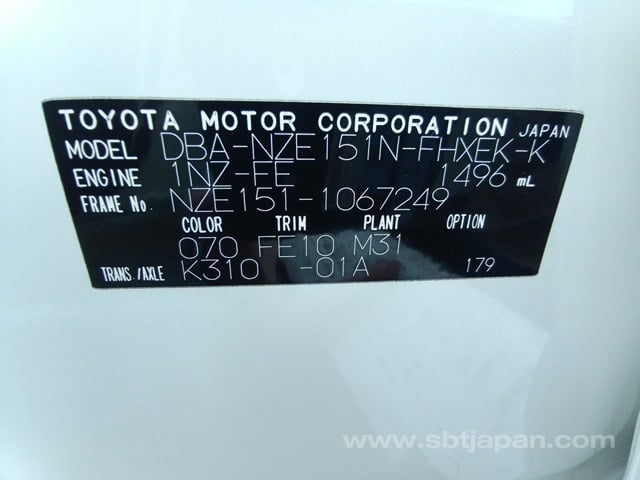 TOYOTA MOTOR CORPORATION JAPAN
MODEL DBA-NZE151N-FHXEK-K
ENGINE 1NZ-FE 1496 mL
FRAME No. NZE151-1067249
COLOR TRIM PLANT OPTION
070 FE10 M31
TRANS./AXLE K310 -01A 179
www.sbtjapan.com